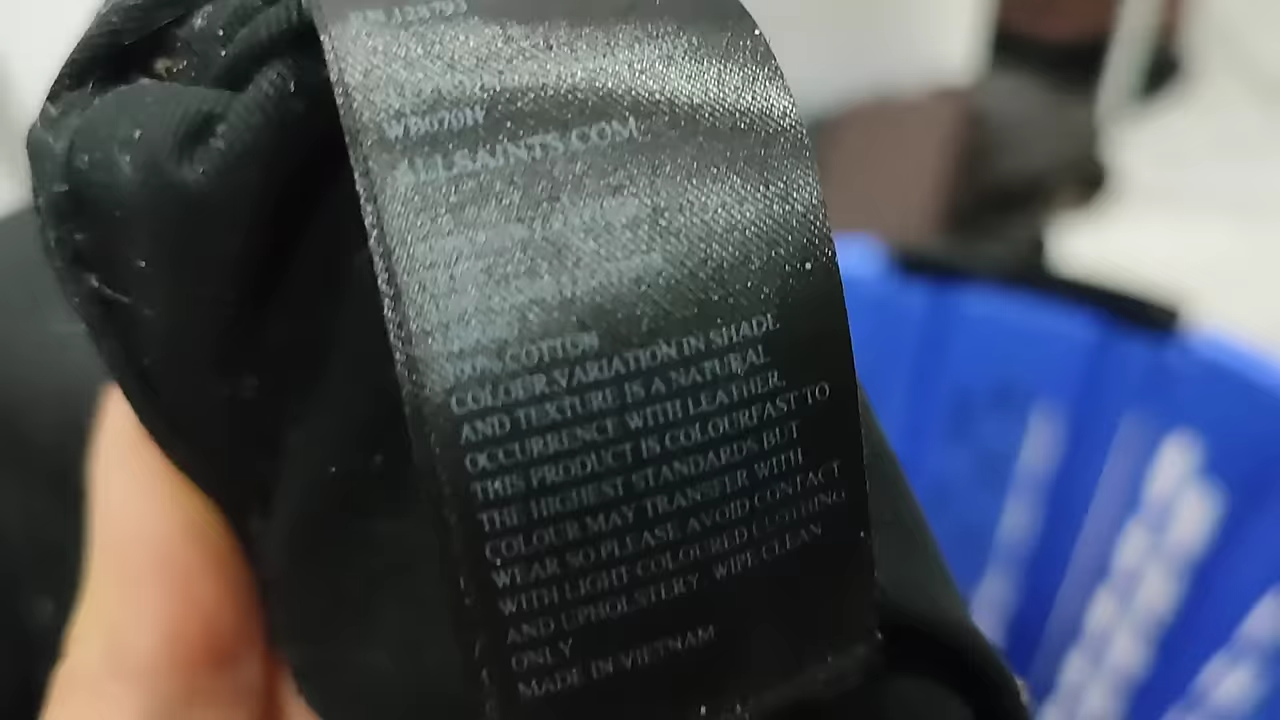 WB070H
ALLSAINTS.COM
COTTON
COLOUR VARIATION IN SHADE
AND TEXTURE IS A NATURAL
OCCURRENCE WITH LEATHER.
THIS PRODUCT IS COLOURFAST TO
THE HIGHEST STANDARDS BUT
COLOUR MAY TRANSFER WITH
WEAR SO PLEASE AVOID CONTACT
WITH LIGHT COLOURED CLOTHING
AND UPHOLSTERY. WIPE CLEAN
ONLY
MADE IN VIETNAM